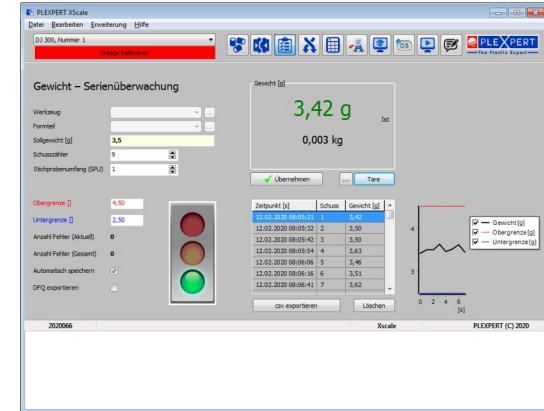 PLEXPERT XScale
Datei Bearbeiten Erweiterung Hilfe
DJ 300, Nummer 1
Waage kalibrieren
DB
PLEXPERT
The Plastic Expert
Gewicht – Serienüberwachung
Werkzeug
...
Formteil
...
Sollgewicht [g] 3,5
Schusszähler 9
Stichprobenumfang (SPU) 1
Gewicht [g]
3,42 g
Ist
0,003 kg
Übernehmen ... Tare
Obergrenze [] 4,50
Untergrenze [] 2,50
Anzahl Fehler (Aktuell) 0
Anzahl Fehler (Gesamt) 0
Automatisch speichern
DFQ exportieren
Zeitpunkt [s] Schuss Gewicht [g]
12.02.2020 08:05:21 1 3,42
12.02.2020 08:05:32 2 3,50
12.02.2020 08:05:42 3 3,50
12.02.2020 08:05:54 4 3,63
12.02.2020 08:06:06 5 3,46
12.02.2020 08:06:16 6 3,51
12.02.2020 08:06:41 7 3,62
csv exportieren Löschen
4
3
0 2 4 6
[s]
Gewicht [g]
Obergrenze [g]
Untergrenze [g]
2020066 Xscale PLEXPERT (C) 2020